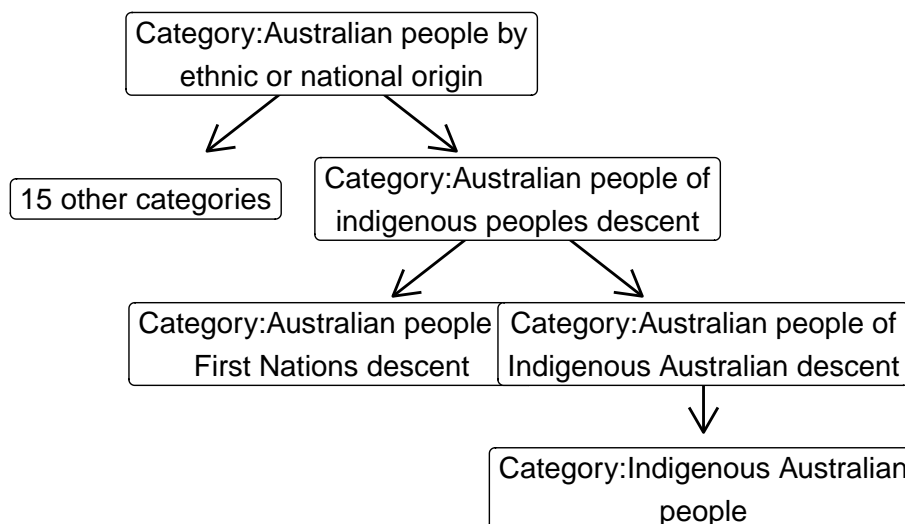 Category:Australian people by
ethnic or national origin
15 other categories
Category:Australian people of
indigenous peoples descent
Category:Australian people
First Nations descent
Category:Australian people of
Indigenous Australian descent
Category:Indigenous Australian
people